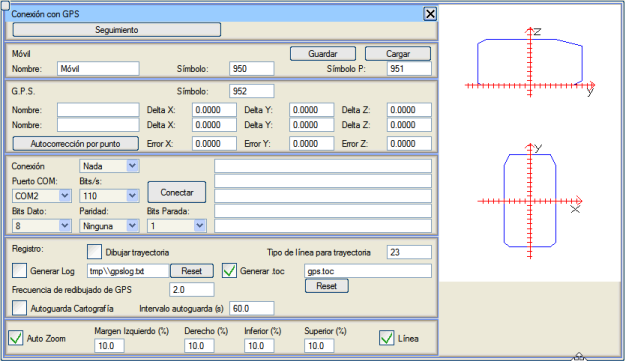 Conexión con GPS
Seguimiento
Móvil Guardar Cargar
Nombre: Móvil Símbolo: 950 Símbolo P: 951
G.P.S. Símbolo: 952
Nombre: Delta X: 0.0000 Delta Y: 0.0000 Delta Z: 0.0000
Nombre: Delta X: 0.0000 Delta Y: 0.0000 Delta Z: 0.0000
Autocorrección por punto Error X: 0.0000 Error Y: 0.0000 Error Z: 0.0000
Conexión Nada
Puerto COM: Bits/s:
COM2 110 Conectar
Bits Dato: Paridad: Bits Parada:
8 Ninguna 1
Registro: Dibujar trayectoria Tipo de línea para trayectoria 23
Generar Log tmp\\gpslog.txt Reset Generar .toc gps.toc
Frecuencia de redibujado de GPS 2.0 Reset
Autoguarda Cartografía Intervalo autoguarda (s) 60.0
Margen Izquierdo (%) Derecho (%) Inferior (%) Superior (%)
Auto Zoom 10.0 10.0 10.0 10.0 Línea
Z
y
y
X